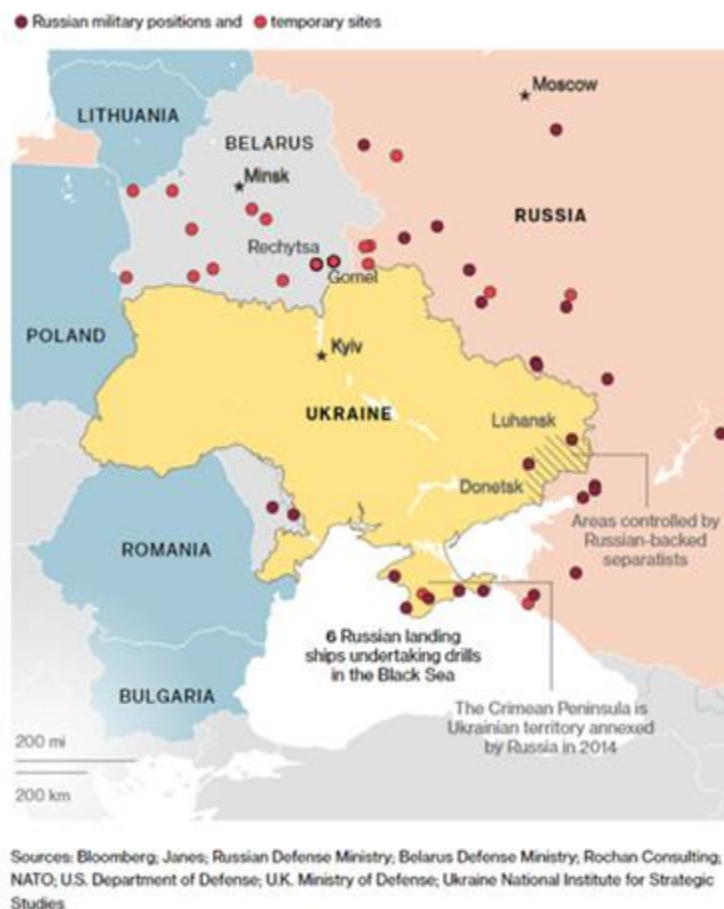 Russian military positions and temporary sites
Moscow
LITHUANIA
BELARUS
Minsk
RUSSIA
Rechytsa
Gomel
POLAND
Kyiv
UKRAINE
Luhansk
Donetsk
Areas controlled by
Russian-backed
separatists
ROMANIA
6 Russian landing
ships undertaking drills
in the Black Sea
BULGARIA
The Crimean Peninsula is
Ukrainian territory annexed
by Russia in 2014
200 mi
200 km
Sources: Bloomberg; Janes; Russian Defense Ministry; Belarus Defense Ministry; Rochan Consulting;
NATO; U.S. Department of Defense; U.K. Ministry of Defense; Ukraine National Institute for Strategic
Studies